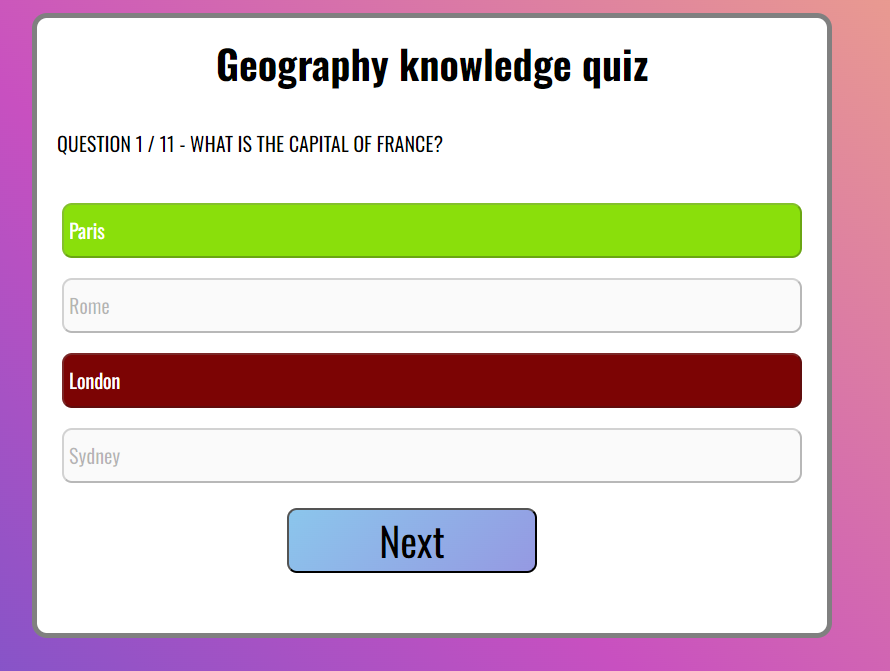 Geography knowledge quiz
QUESTION 1 / 11 - WHAT IS THE CAPITAL OF FRANCE?
Paris
Rome
London
Sydney
Next